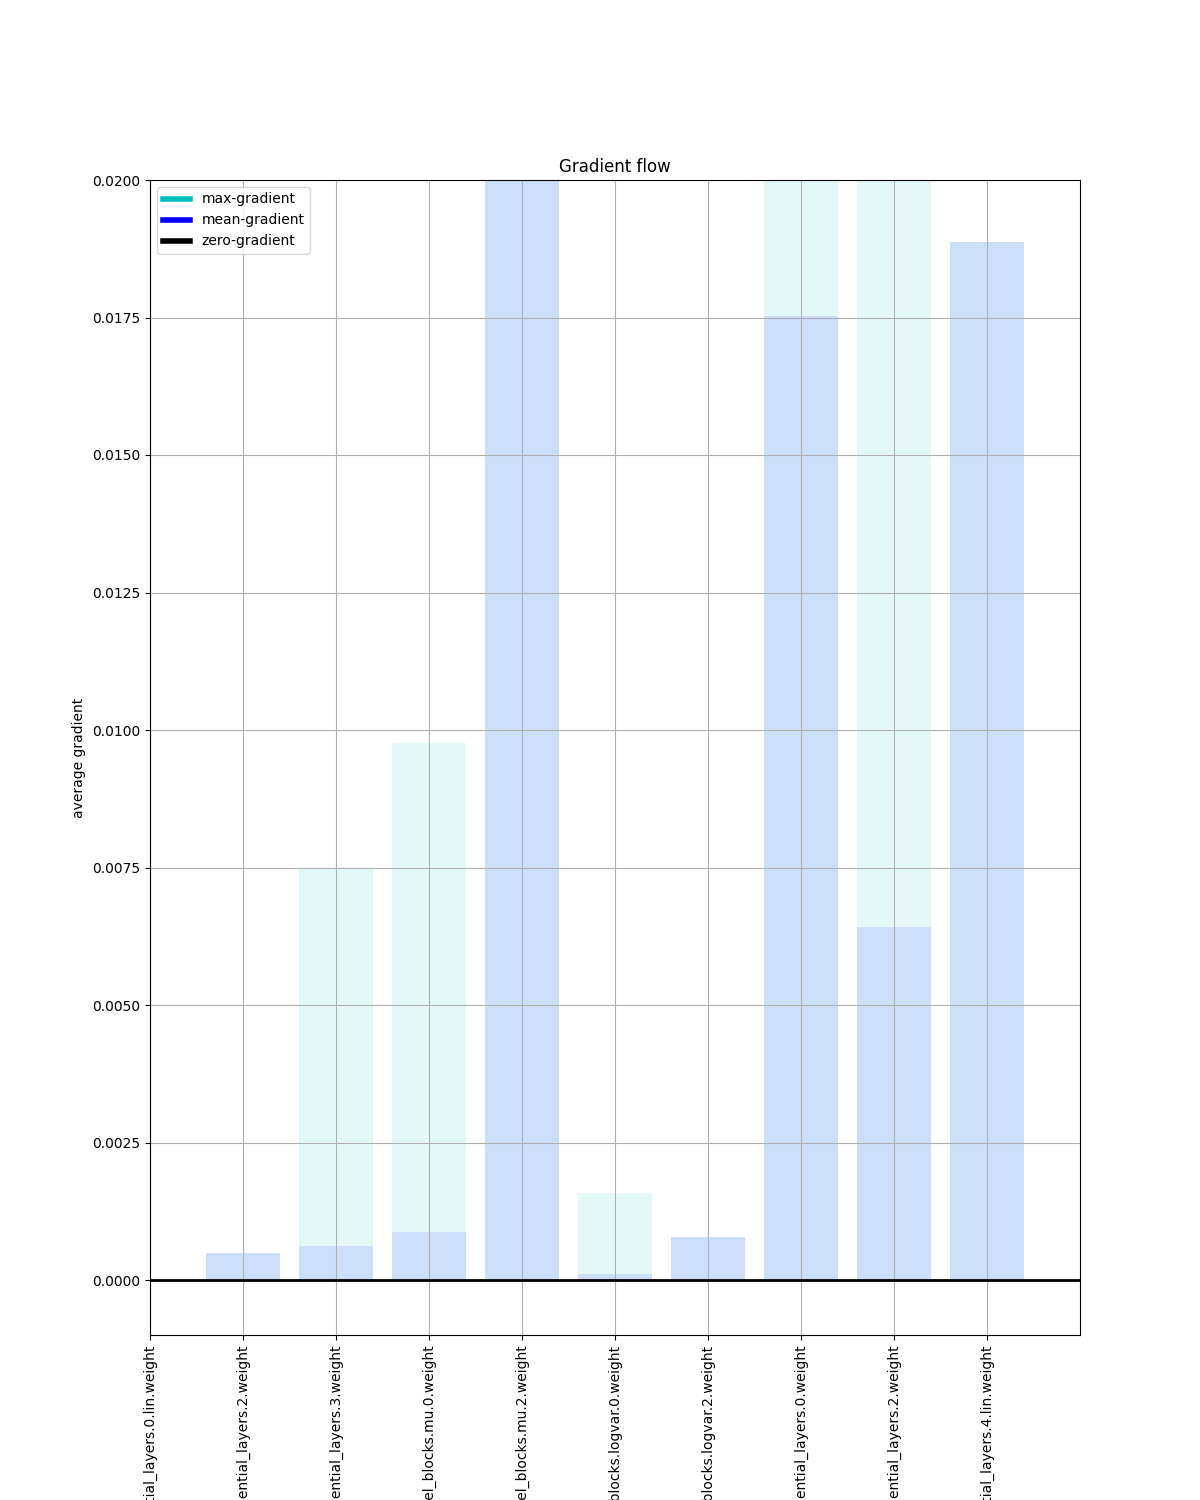 Gradient flow
max-gradient
mean-gradient
zero-gradient
0.0200
0.0175
0.0150
0.0125
0.0100
0.0075
0.0050
0.0025
0.0000
average gradient
tial_layers.0.lin.weight
ential_layers.2.weight
ential_layers.3.weight
el_blocks.mu.0.weight
el_blocks.mu.2.weight
blocks.logvar.0.weight
blocks.logvar.2.weight
ential_layers.0.weight
ential_layers.2.weight
tial_layers.4.lin.weight